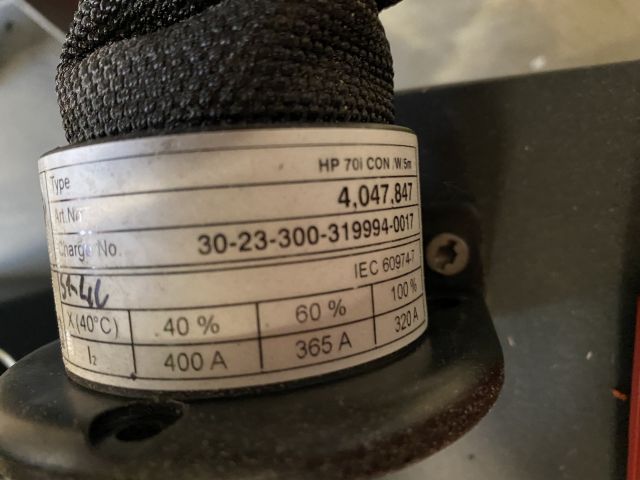 Type HP 70i CON /W/5m
Art.No. 4,047,847
Charge No. 30-23-300-319994-0017
IEC 60974-7
X(40°C) 40 % 60 % 100 %
I₂ 400 A 365 A 320 A